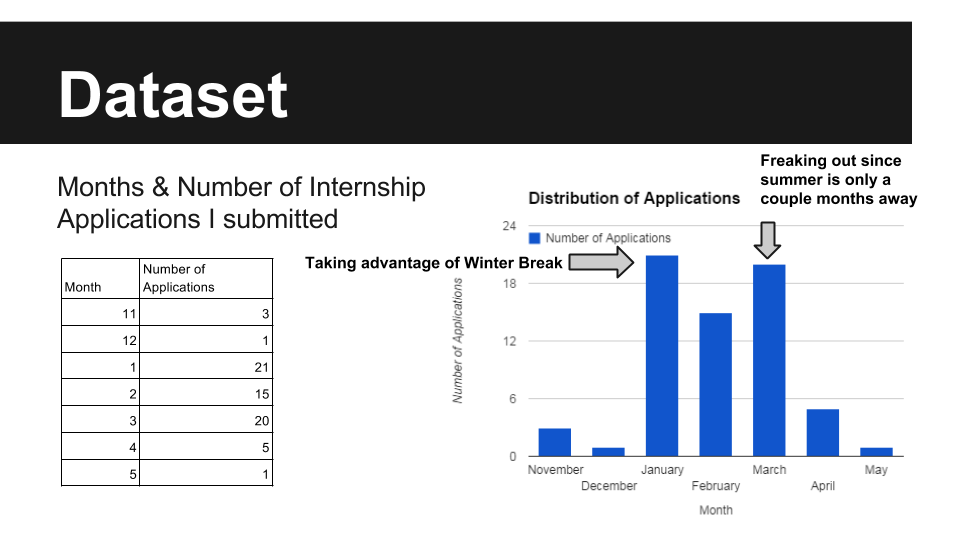 Dataset
Months & Number of Internship
Applications I submitted
Month
Number of
Applications
11 3
12 1
1 21
2 15
3 20
4 5
5 1
Freaking out since
summer is only a
couple months away
Distribution of Applications
Number of Applications
Taking advantage of Winter Break
Number of Applications
24
18
12
6
0
November
December
January
February
March
April
May
Month